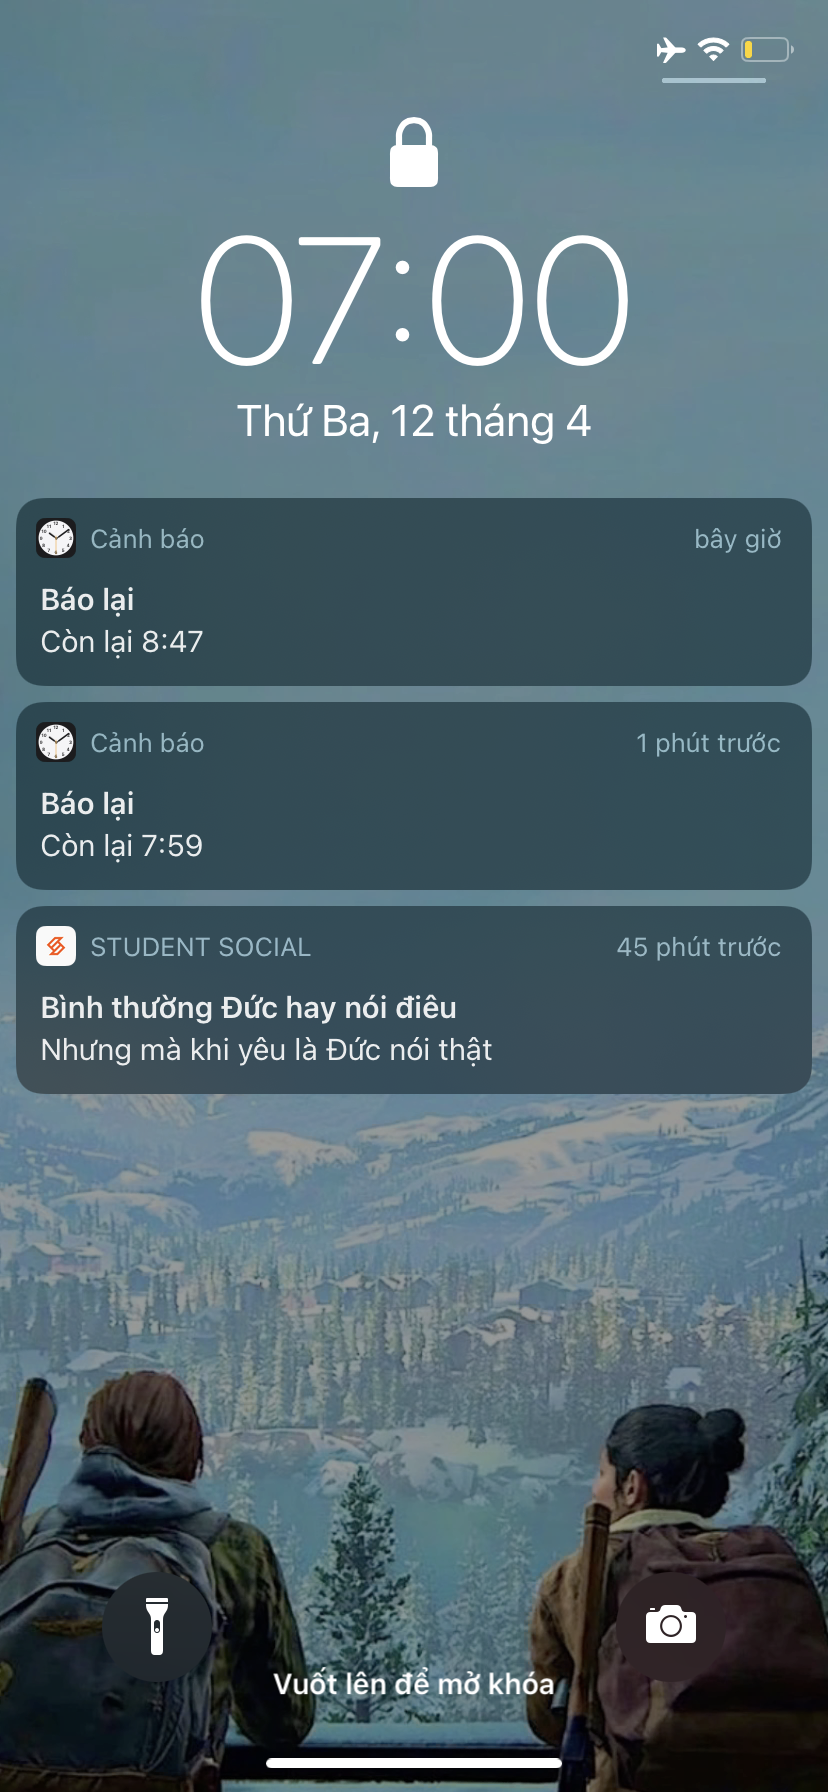 07:00
Thứ Ba, 12 tháng 4
Cảnh báo
bây giờ
Báo lại
Còn lại 8:47
Cảnh báo
1 phút trước
Báo lại
Còn lại 7:59
STUDENT SOCIAL
45 phút trước
Bình thường Đức hay nói điêu
Nhưng mà khi yêu là Đức nói thật
Vuốt lên để mở khóa